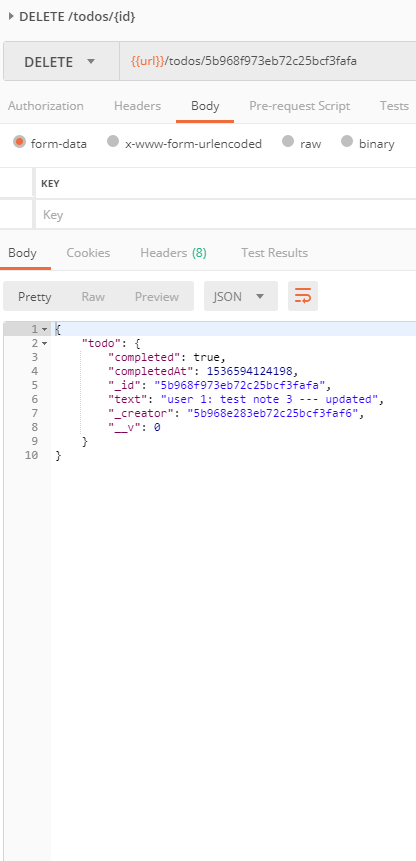 DELETE /todos/{id}
DELETE {{url}}/todos/5b968f973eb72c25bcf3fafa
Authorization Headers Body Pre-request Script Tests
form-data x-www-form-urlencoded raw binary
KEY
Key
Body Cookies Headers (8) Test Results
Pretty Raw Preview JSON
1 {
2 "todo": {
3 "completed": true,
4 "completedAt": 1536594124198,
5 "_id": "5b968f973eb72c25bcf3fafa",
6 "text": "user 1: test note 3 --- updated",
7 "_creator": "5b968e283eb72c25bcf3faf6",
8 "__v": 0
9 }
10 }